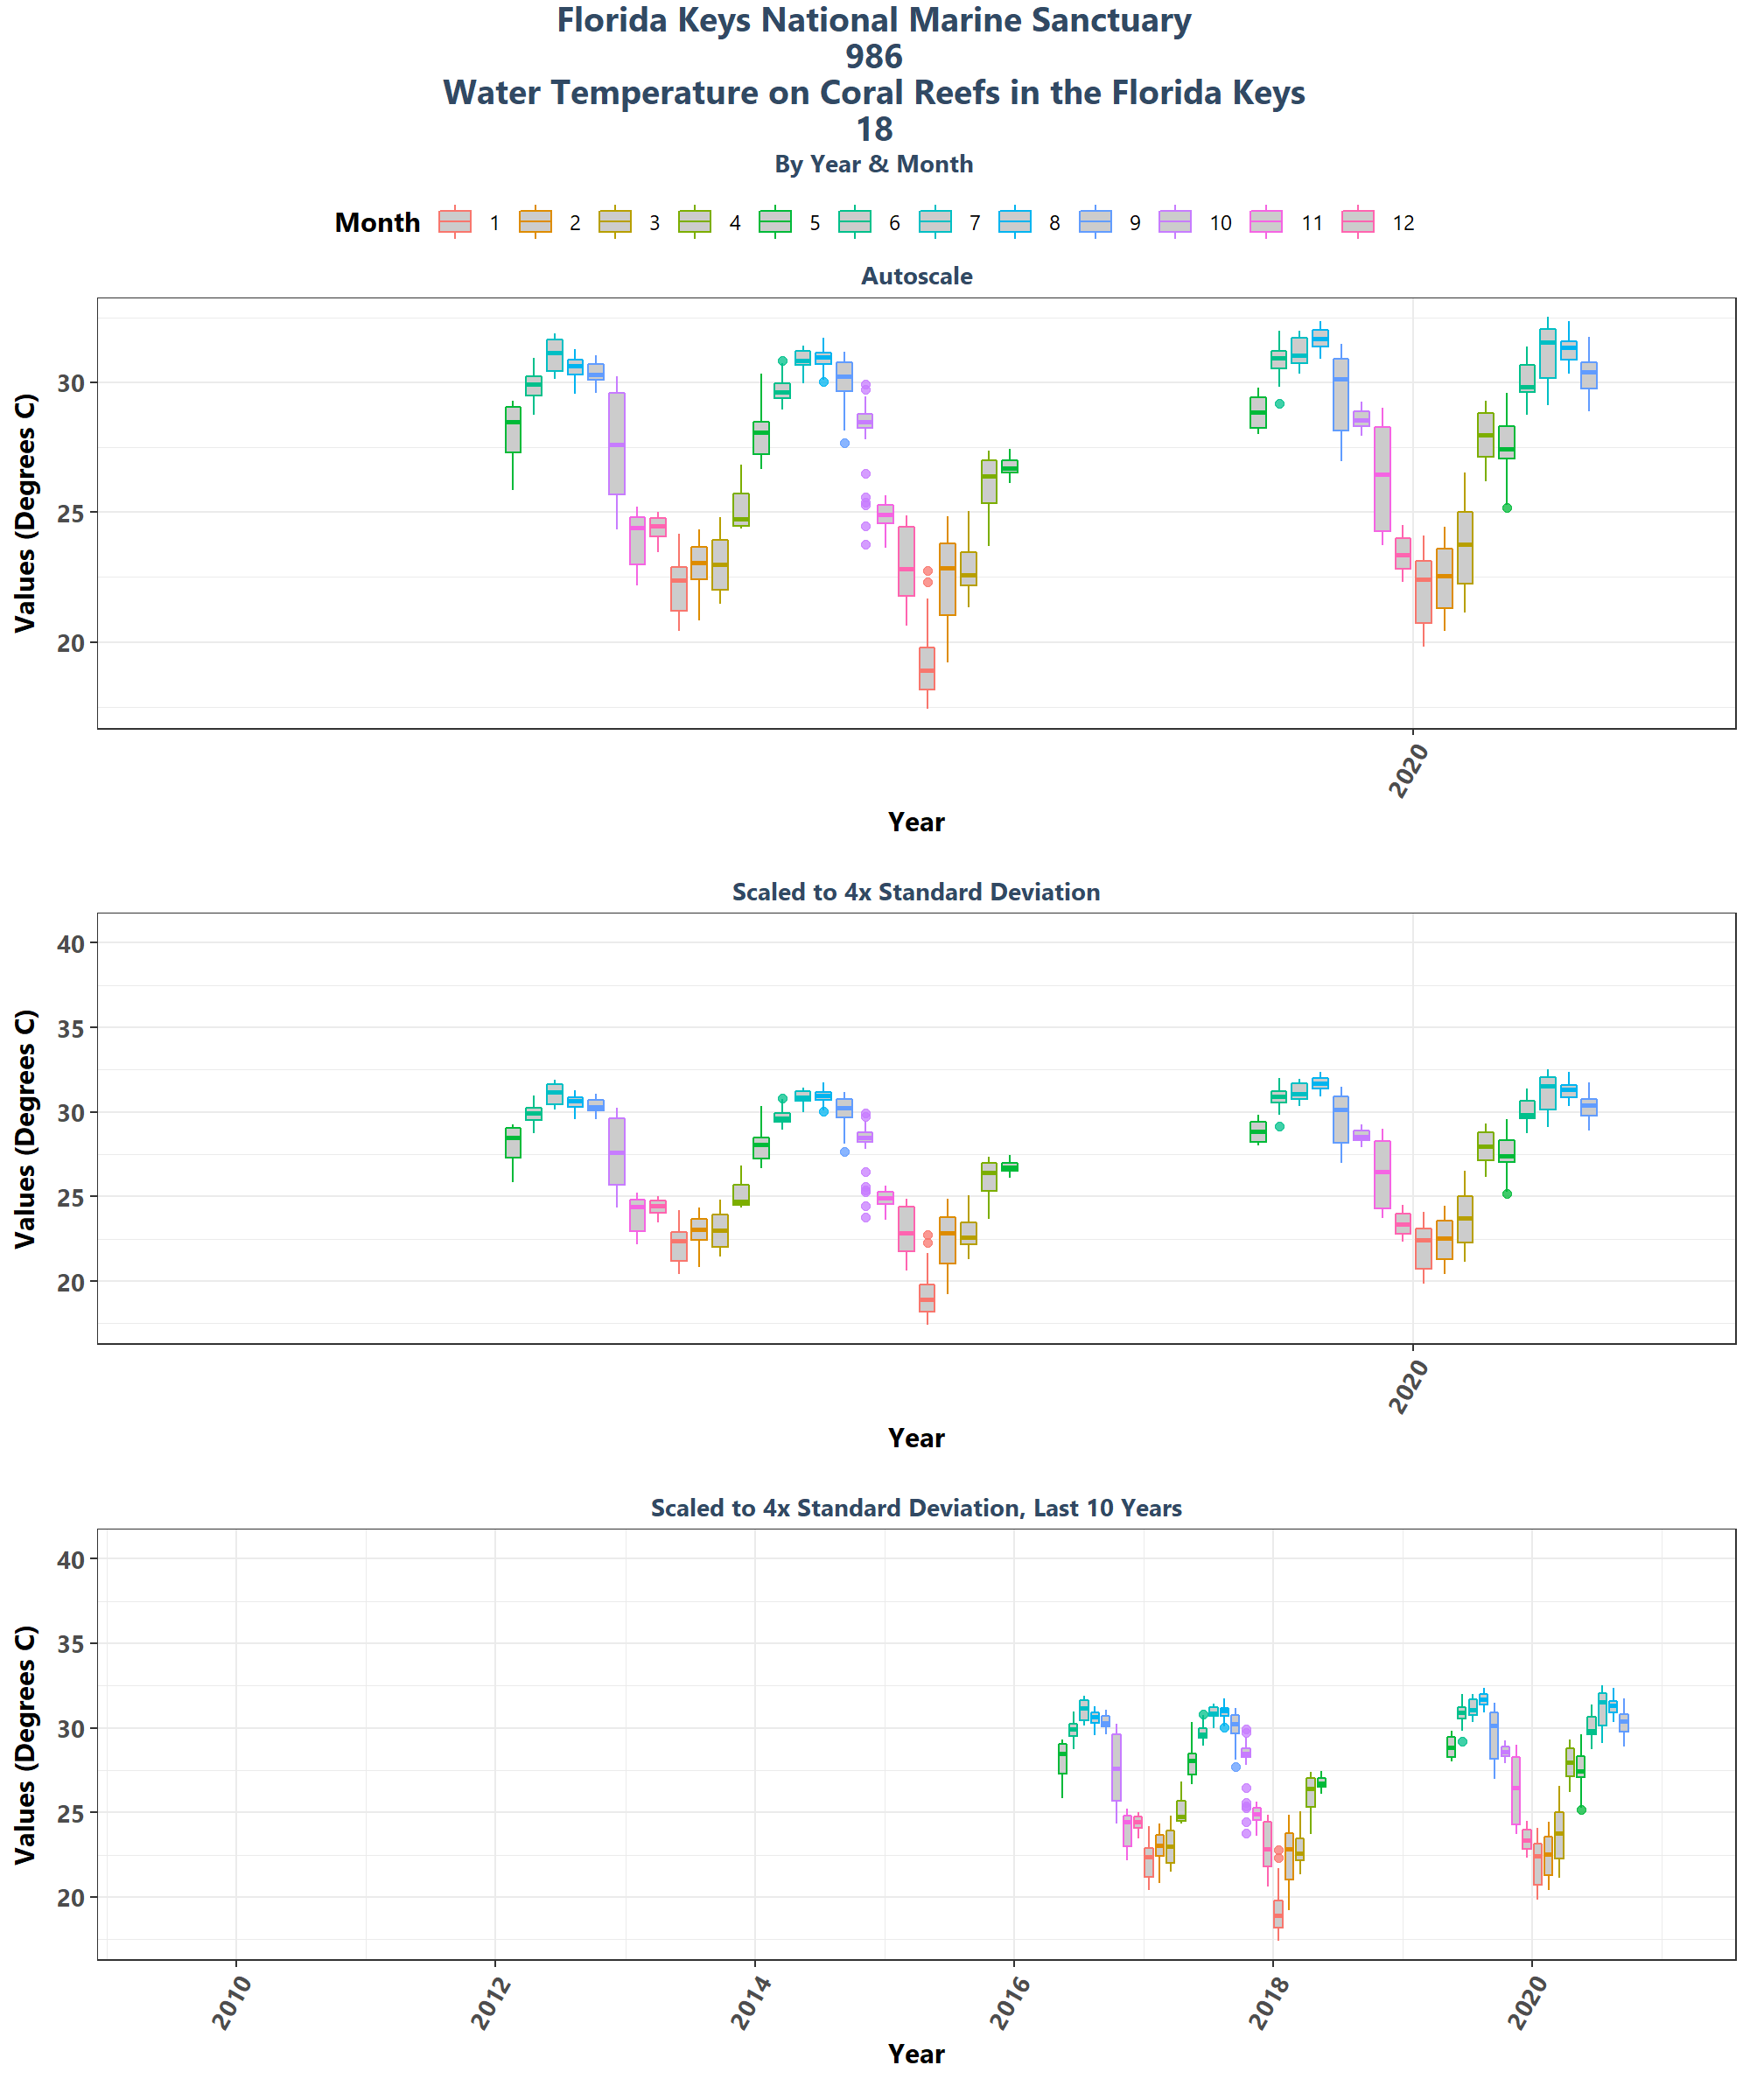 Florida Keys National Marine Sanctuary
986
Water Temperature on Coral Reefs in the Florida Keys
18
By Year & Month
Month 1 2 3 4 5 6 7 8 9 10 11 12
Autoscale
Values (Degrees C)
30
25
20
2020
Year
Scaled to 4x Standard Deviation
Values (Degrees C)
40
35
30
25
20
2020
Year
Scaled to 4x Standard Deviation, Last 10 Years
Values (Degrees C)
40
35
30
25
20
2010 2012 2014 2016 2018 2020
Year